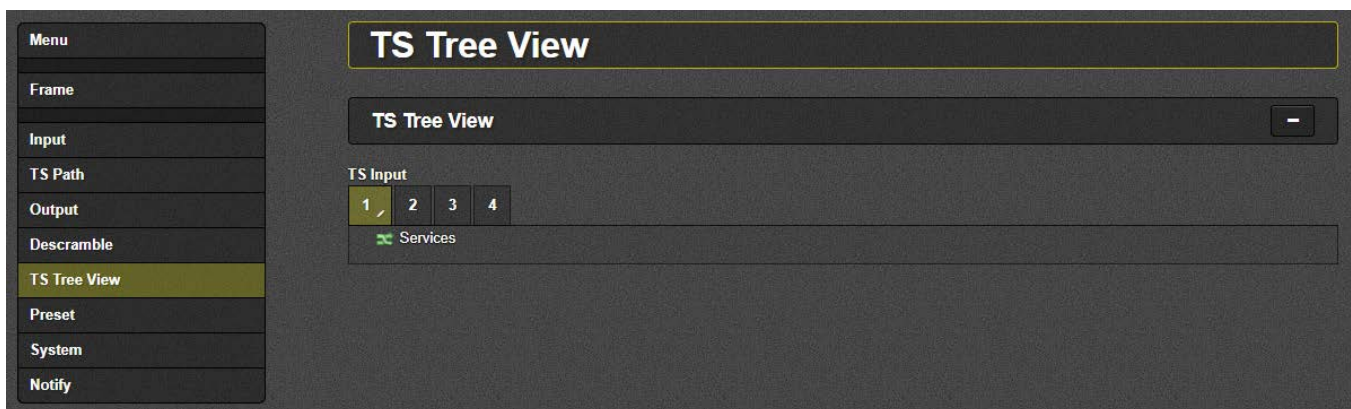 Menu
Frame
Input
TS Path
Output
Descramble
TS Tree View
Preset
System
Notify
TS Tree View
TS Tree View
-
TS Input
1 2 3 4
Services